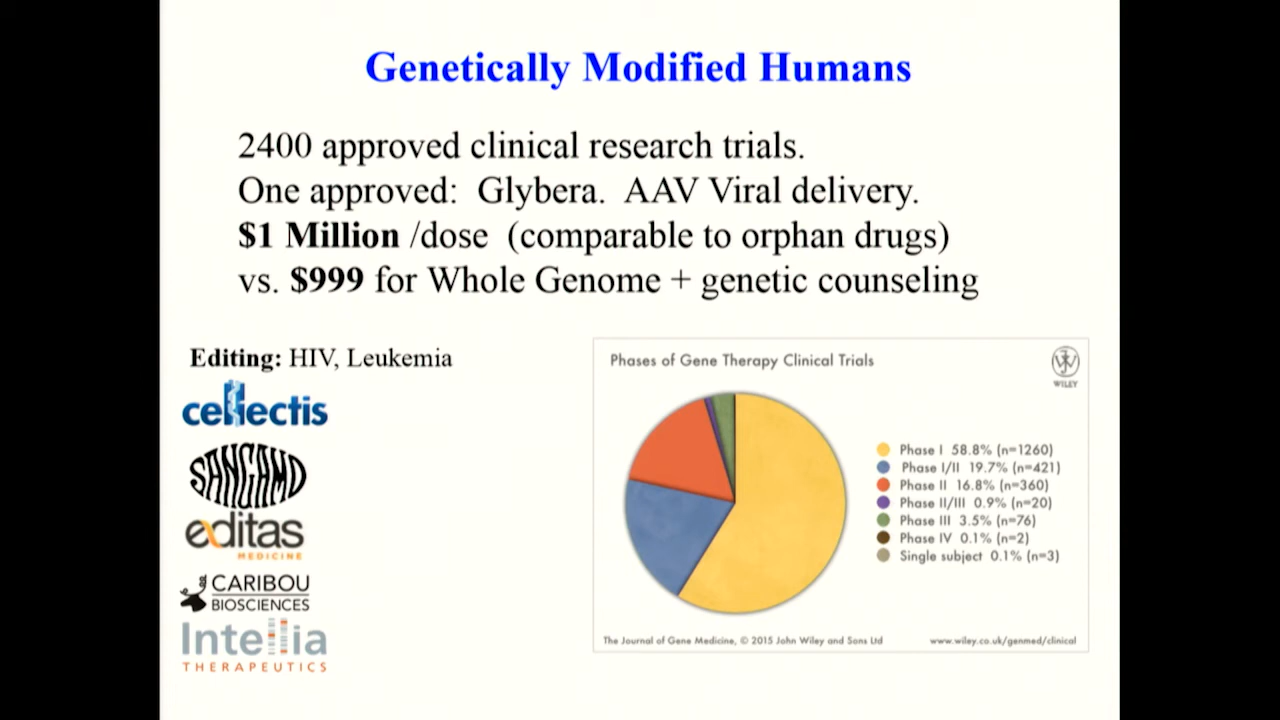 Genetically Modified Humans
2400 approved clinical research trials.
One approved: Glybera. AAV Viral delivery.
$1 Million /dose (comparable to orphan drugs)
vs. $999 for Whole Genome + genetic counseling
Editing: HIV, Leukemia
cellectis
SANGAMO
editas
MEDICINE
CARIBOU
BIOSCIENCES
Intellia
THERAPEUTICS
Phases of Gene Therapy Clinical Trials
WILEY
Phase I 58.8% (n=1260)
Phase I/II 19.7% (n=421)
Phase II 16.8% (n=360)
Phase II/III 0.9% (n=20)
Phase III 3.5% (n=76)
Phase IV 0.1% (n=2)
Single subject 0.1% (n=3)
The Journal of Gene Medicine, © 2015 John Wiley and Sons Ltd
www.wiley.co.uk/genmed/clinical